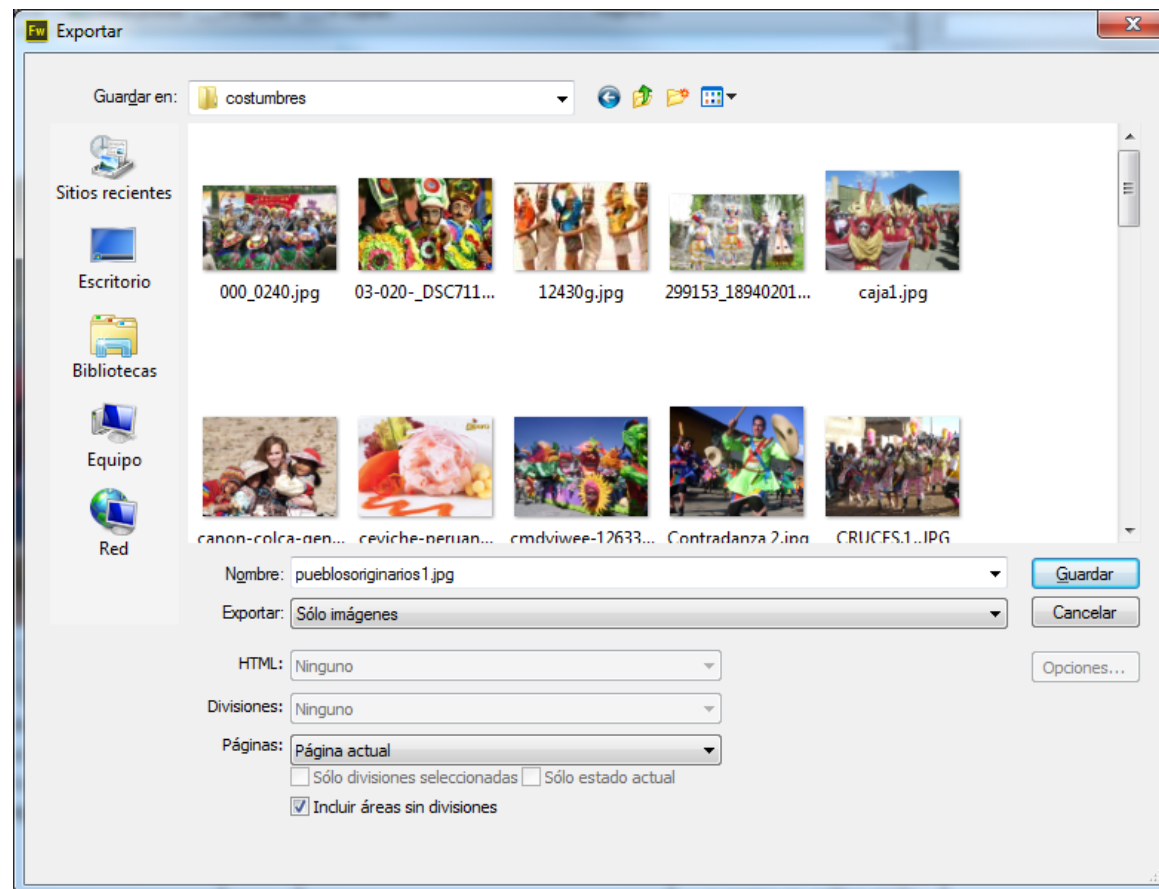 Fw Exportar
Guardar en: costumbres
Sitios recientes
Escritorio
Bibliotecas
Equipo
Red
000_0240.jpg 03-020-_DSC711... 12430g.jpg 299153_18940201... caja1.jpg
canon-colca-gen... ceviche-peruan... cmdviwee-12633... Contradanza 2.jpg CRUCES.1..JPG
Nombre: pueblosoriginarios1.jpg Guardar
Exportar: Sólo imágenes Cancelar
HTML: Ninguno Opciones...
Divisiones: Ninguno
Páginas: Página actual
Sólo divisiones seleccionadas Sólo estado actual
Incluir áreas sin divisiones